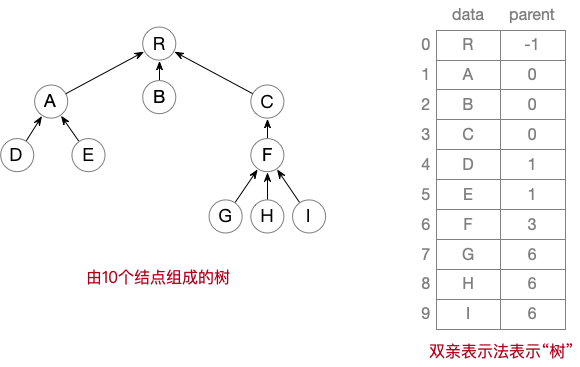 R
A
B
C
D
E
F
G
H
I
由10个结点组成的树
data parent
0 R -1
1 A 0
2 B 0
3 C 0
4 D 1
5 E 1
6 F 3
7 G 6
8 H 6
9 I 6
双亲表示法表示“树”